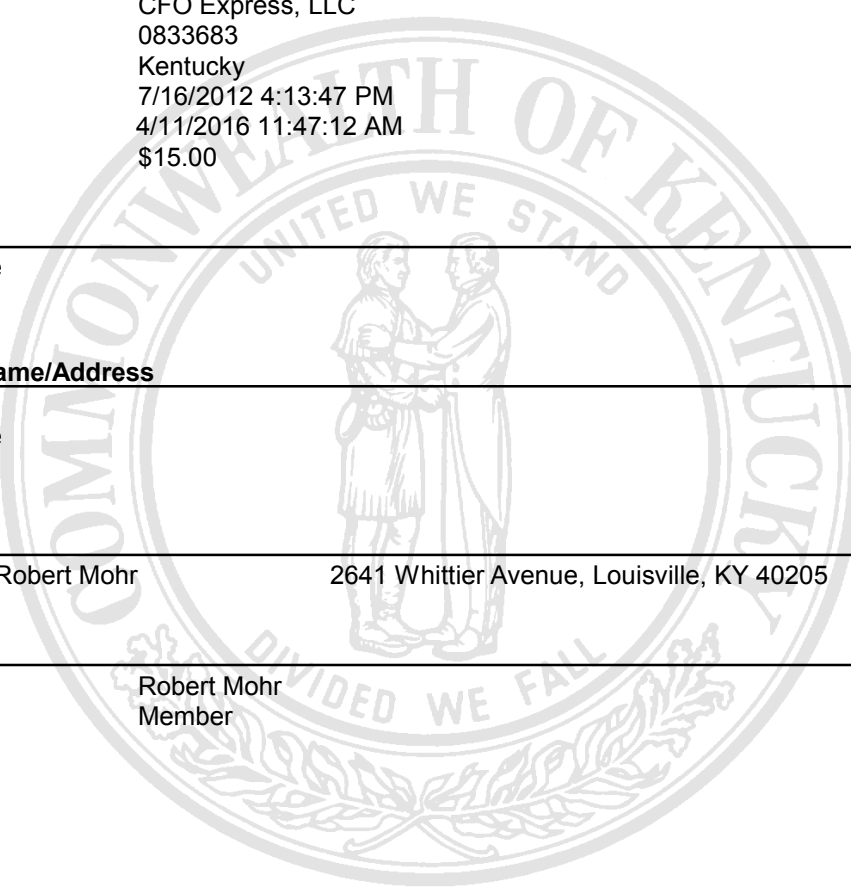 CFO Express, LLC
0833683
Kentucky
7/16/2012 4:13:47 PM
4/11/2016 11:47:12 AM
$15.00
COMMONWEALTH OF KENTUCKY
UNITED WE STAND
e
ame/Address
e
Robert Mohr 2641 Whittier Avenue, Louisville, KY 40205
DIVIDED WE FALL
Robert Mohr
Member